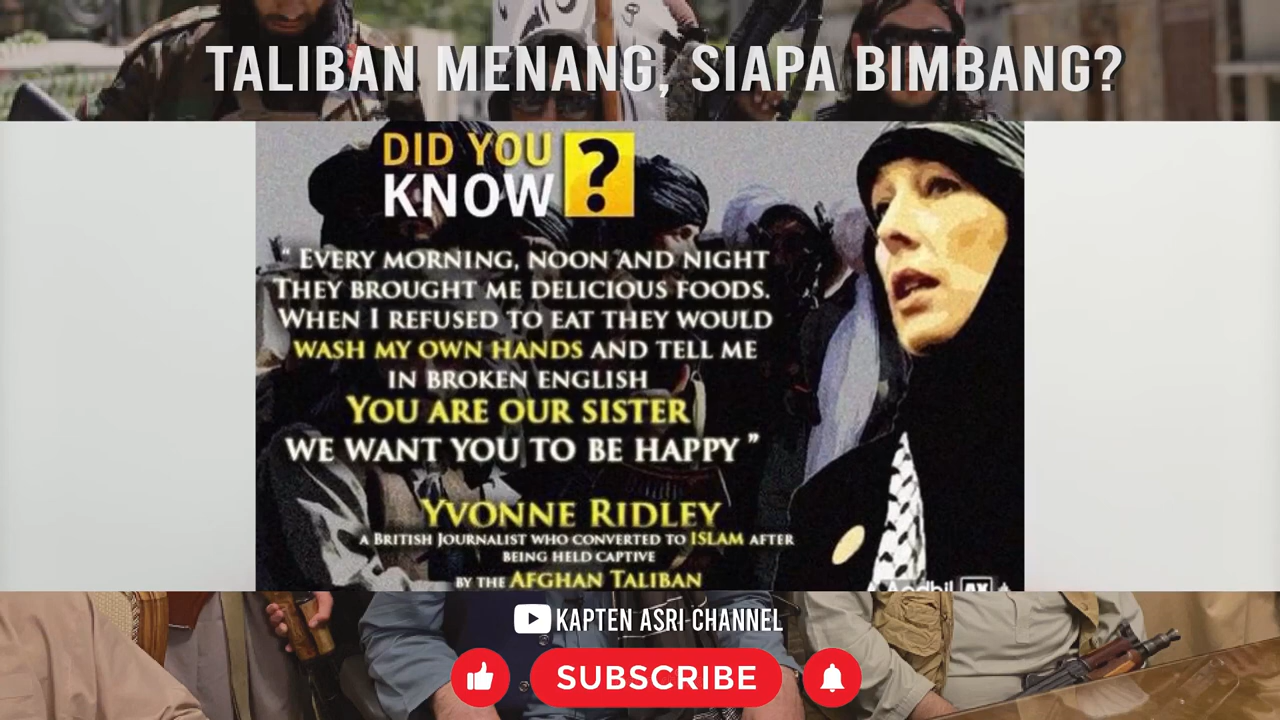 TALIBAN MENANG, SIAPA BIMBANG?
DID YOU
KNOW ?
“ EVERY MORNING, NOON AND NIGHT
THEY BROUGHT ME DELICIOUS FOODS.
WHEN I REFUSED TO EAT THEY WOULD
WASH MY OWN HANDS AND TELL ME
IN BROKEN ENGLISH
YOU ARE OUR SISTER
WE WANT YOU TO BE HAPPY ”
YVONNE RIDLEY
A BRITISH JOURNALIST WHO CONVERTED TO ISLAM AFTER
BEING HELD CAPTIVE
BY THE AFGHAN TALIBAN
KAPTEN ASRI-CHANNEL
SUBSCRIBE